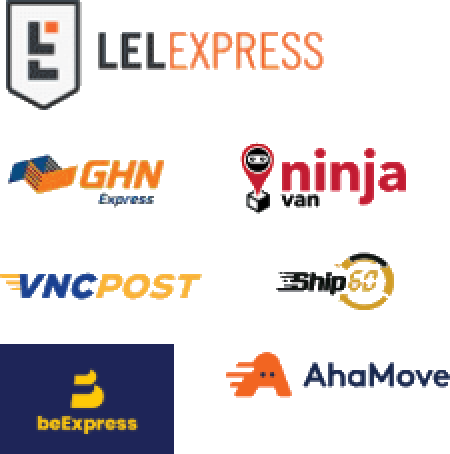 LELEXPRESS
GHN
Express
ninja
van
VNCPOST
Ship60
beExpress
AhaMove